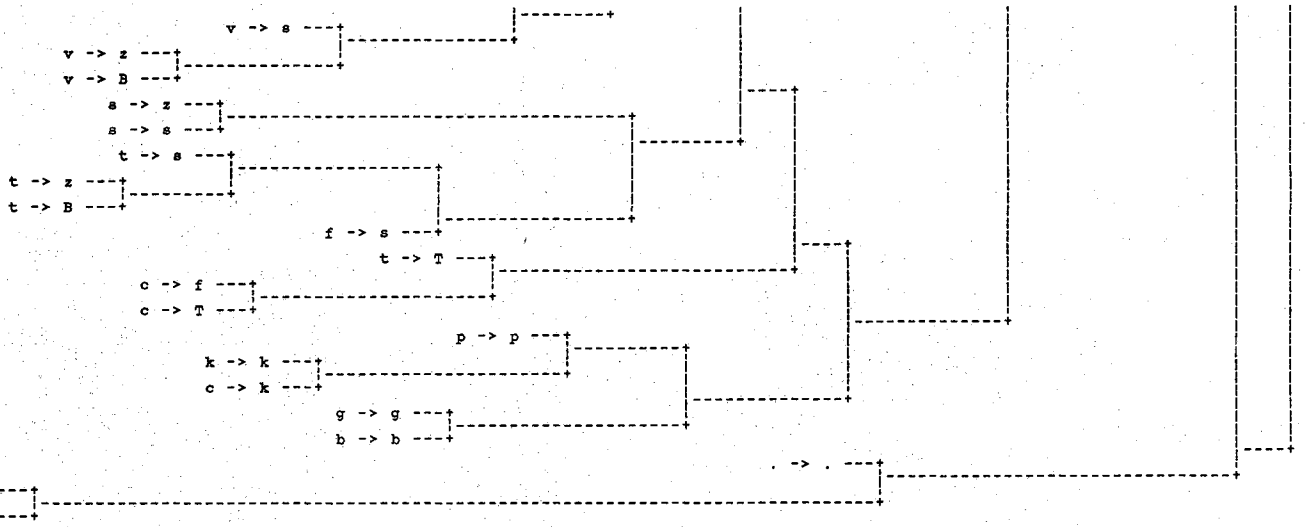 v -> s
v -> z
v -> B
s -> z
s -> s
t -> s
t -> z
t -> B
f -> s
t -> T
c -> f
c -> T
p -> p
k -> k
c -> k
g -> g
b -> b
. -> .